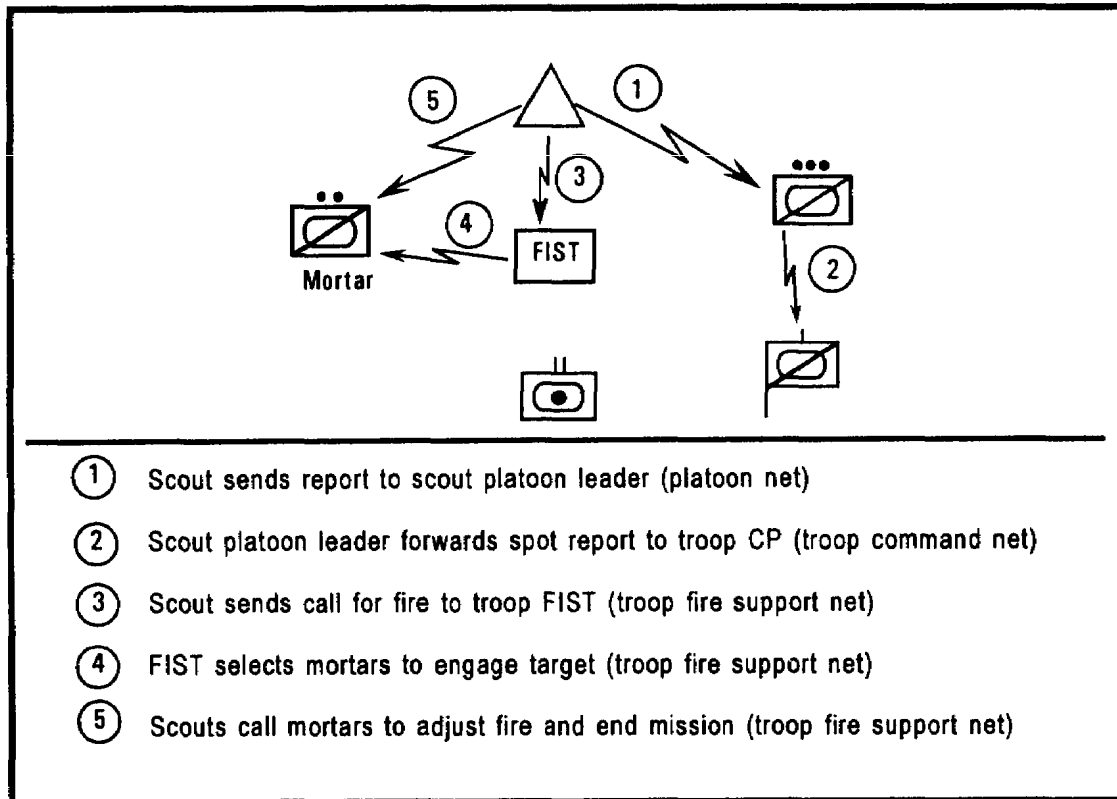 5
1
3
4
FIST
Mortar
2
1 Scout sends report to scout platoon leader (platoon net)
2 Scout platoon leader forwards spot report to troop CP (troop command net)
3 Scout sends call for fire to troop FIST (troop fire support net)
4 FIST selects mortars to engage target (troop fire support net)
5 Scouts call mortars to adjust fire and end mission (troop fire support net)